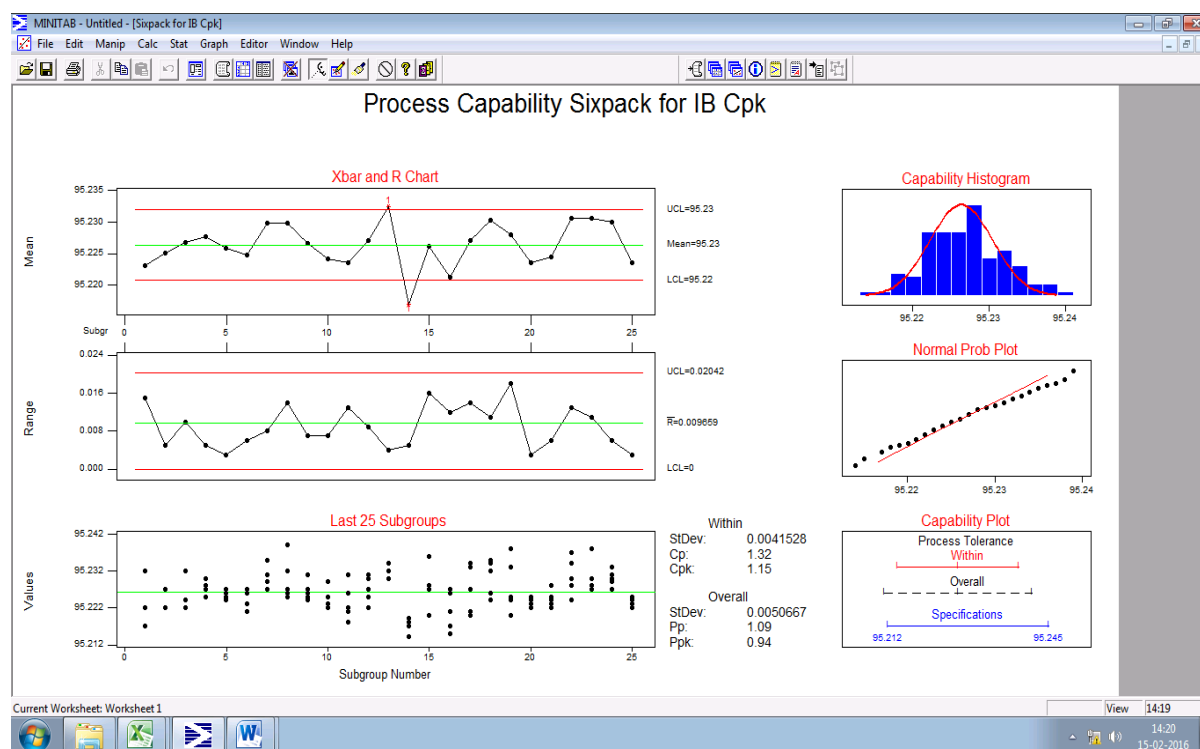 MINITAB - Untitled - [Sixpack for IB Cpk]
File Edit Manip Calc Stat Graph Editor Window Help
Process Capability Sixpack for IB Cpk
Xbar and R Chart
Mean
95.235
95.230
95.225
95.220
UCL=95.23
Mean=95.23
LCL=95.22
1
1
Subgr
0 5 10 15 20 25
Range
0.024
0.016
0.008
0.000
UCL=0.02042
R=0.009659
LCL=0
Last 25 Subgroups
Values
95.242
95.232
95.222
95.212
0 5 10 15 20 25
Subgroup Number
Within
StDev: 0.0041528
Cp: 1.32
Cpk: 1.15
Overall
StDev: 0.0050667
Pp: 1.09
Ppk: 0.94
Capability Histogram
95.22 95.23 95.24
Normal Prob Plot
95.22 95.23 95.24
Capability Plot
Process Tolerance
Within
Overall
Specifications
95.212 95.245
Current Worksheet: Worksheet 1
View 14:19
14:20
15-02-2016